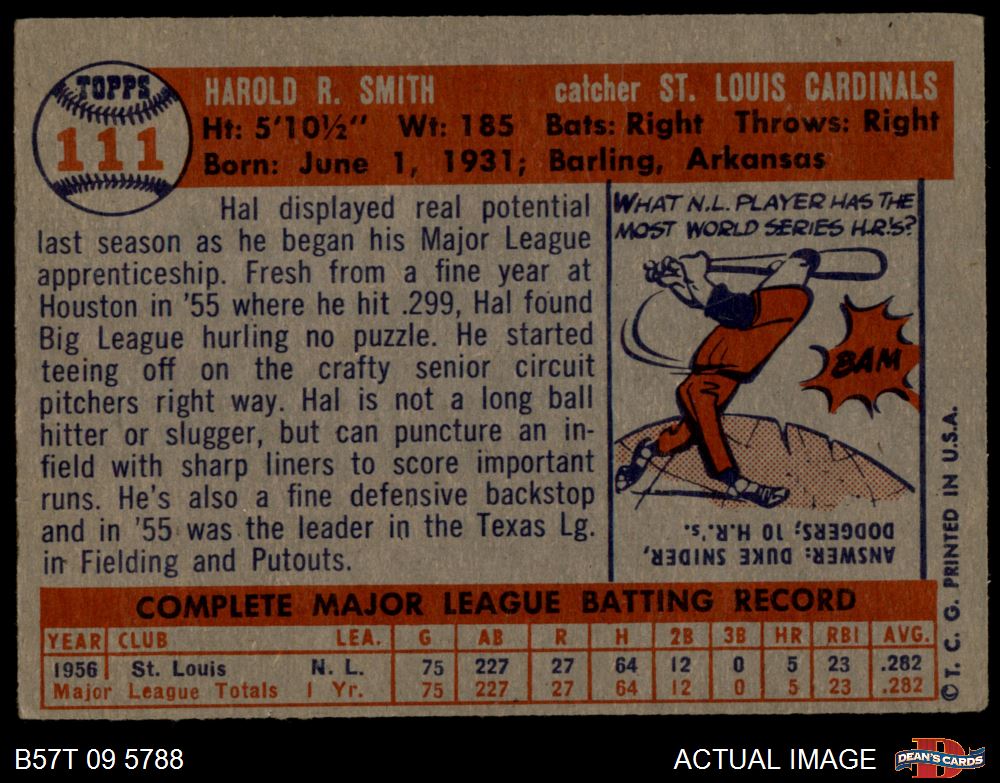 TOPPS
111
HAROLD R. SMITH catcher ST. LOUIS CARDINALS
Ht: 5'10½" Wt: 185 Bats: Right Throws: Right
Born: June 1, 1931; Barling, Arkansas
Hal displayed real potential
last season as he began his Major League
apprenticeship. Fresh from a fine year at
Houston in '55 where he hit .299, Hal found
Big League hurling no puzzle. He started
teeing off on the crafty senior circuit
pitchers right way. Hal is not a long ball
hitter or slugger, but can puncture an in-
field with sharp liners to score important
runs. He's also a fine defensive backstop
and in '55 was the leader in the Texas Lg.
in Fielding and Putouts.
WHAT N.L. PLAYER HAS THE
MOST WORLD SERIES H.R.'S?
BAM
ANSWER: DUKE SNIDER,
DODGERS; 10 H.R.'s.
COMPLETE MAJOR LEAGUE BATTING RECORD
YEAR CLUB LEA. G AB R H 2B 3B HR RBI AVG.
1956 St. Louis N. L. 75 227 27 64 12 0 5 23 .282
Major League Totals 1 Yr. 75 227 27 64 12 0 5 23 .282
© T. C. G. PRINTED IN U.S.A.
B57T 09 5788 ACTUAL IMAGE
D
DEAN'S CARDS